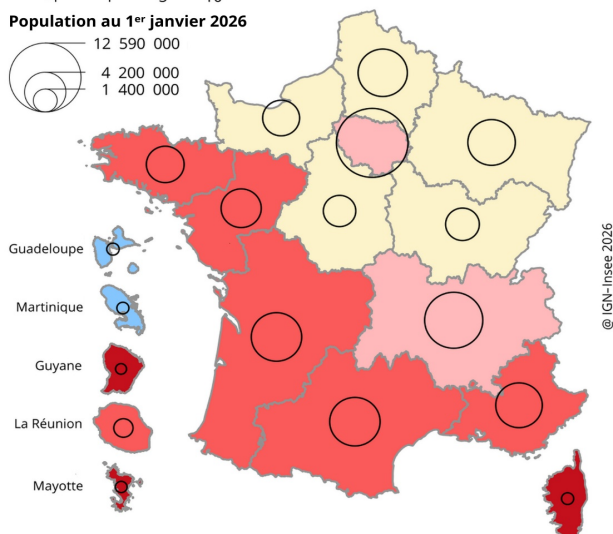 Population au 1ᵉʳ janvier 2026
12 590 000
4 200 000
1 400 000
Guadeloupe
Martinique
Guyane
La Réunion
Mayotte
@ IGN-Insee 2026